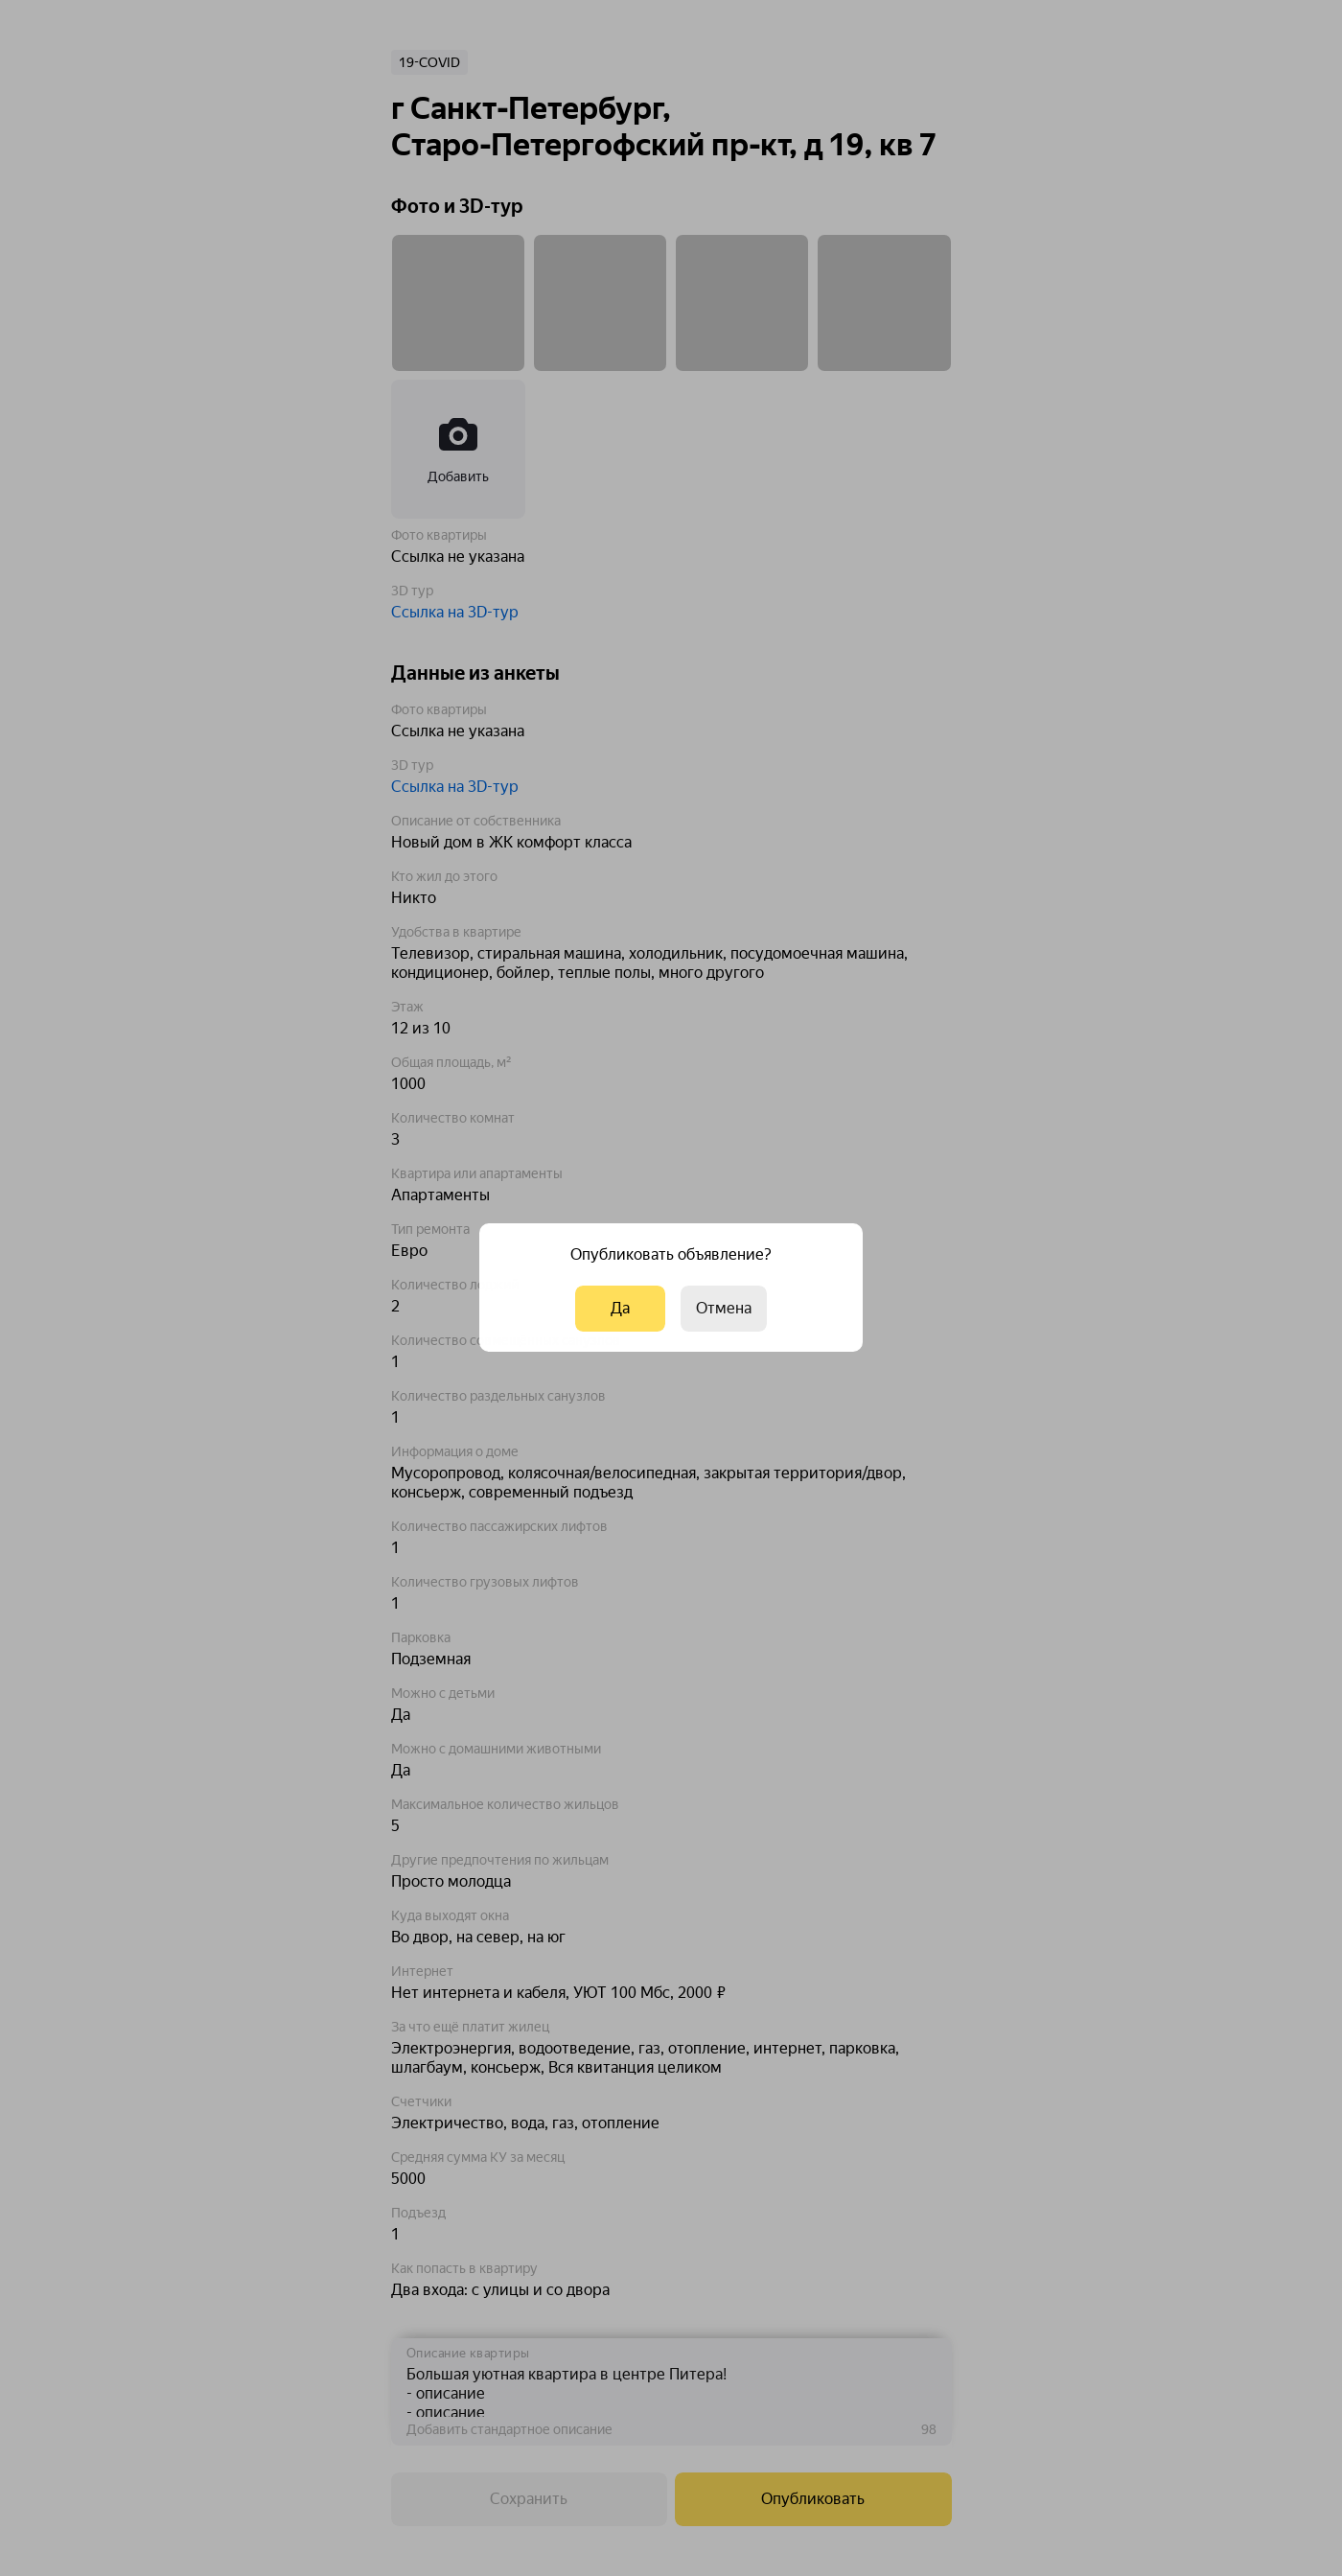 19-COVID
г Санкт-Петербург,
Старо-Петергофский пр-кт, д 19, кв 7
Фото и 3D-тур
Добавить
Фото квартиры
Ссылка не указана
3D тур
Ссылка на 3D-тур
Данные из анкеты
Фото квартиры
Ссылка не указана
3D тур
Ссылка на 3D-тур
Описание от собственника
Новый дом в ЖК комфорт класса
Кто жил до этого
Никто
Удобства в квартире
Телевизор, стиральная машина, холодильник, посудомоечная машина,
кондиционер, бойлер, теплые полы, много другого
Этаж
12 из 10
Общая площадь, м²
1000
Количество комнат
3
Квартира или апартаменты
Апартаменты
Тип ремонта
Евро
Опубликовать объявление?
Да
Отмена
Количество
2
Количество
1
Количество раздельных санузлов
1
Информация о доме
Мусоропровод, колясочная/велосипедная, закрытая территория/двор,
консьерж, современный подъезд
Количество пассажирских лифтов
1
Количество грузовых лифтов
1
Парковка
Подземная
Можно с детьми
Да
Можно с домашними животными
Да
Максимальное количество жильцов
5
Другие предпочтения по жильцам
Просто молодца
Куда выходят окна
Во двор, на север, на юг
Интернет
Нет интернета и кабеля, УЮТ 100 Мбс, 2000 ₽
За что ещё платит жилец
Электроэнергия, водоотведение, газ, отопление, интернет, парковка,
шлагбаум, консьерж, Вся квитанция целиком
Счетчики
Электричество, вода, газ, отопление
Средняя сумма КУ за месяц
5000
Подъезд
1
Как попасть в квартиру
Два входа: с улицы и со двора
Описание квартиры
Большая уютная квартира в центре Питера!
- описание
- описание
Добавить стандартное описание
98
Сохранить
Опубликовать